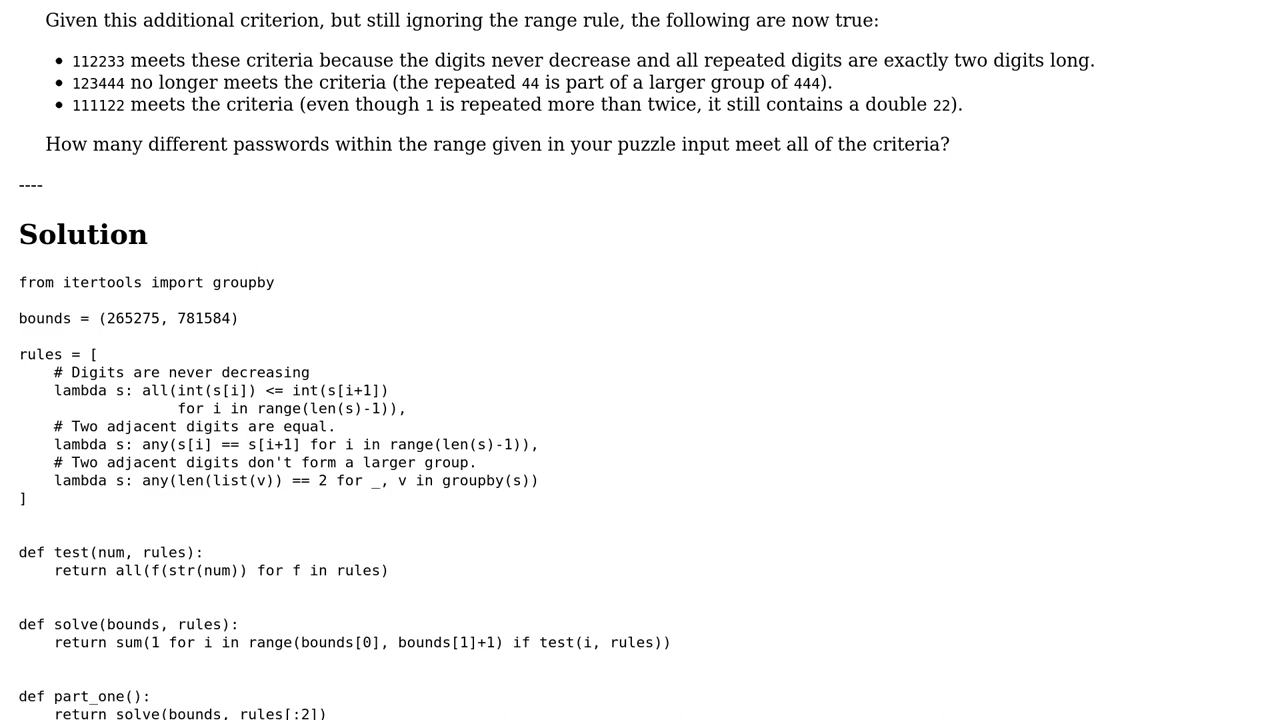 Given this additional criterion, but still ignoring the range rule, the following are now true:
• 112233 meets these criteria because the digits never decrease and all repeated digits are exactly two digits long.
• 123444 no longer meets the criteria (the repeated 44 is part of a larger group of 444).
• 111122 meets the criteria (even though 1 is repeated more than twice, it still contains a double 22).
How many different passwords within the range given in your puzzle input meet all of the criteria?
----
Solution
from itertools import groupby
bounds = (265275, 781584)
rules = [
    # Digits are never decreasing
    lambda s: all(int(s[i]) <= int(s[i+1])
                  for i in range(len(s)-1)),
    # Two adjacent digits are equal.
    lambda s: any(s[i] == s[i+1] for i in range(len(s)-1)),
    # Two adjacent digits don't form a larger group.
    lambda s: any(len(list(v)) == 2 for _, v in groupby(s))
]
def test(num, rules):
    return all(f(str(num)) for f in rules)
def solve(bounds, rules):
    return sum(1 for i in range(bounds[0], bounds[1]+1) if test(i, rules))
def part_one():
    return solve(bounds, rules[:2])